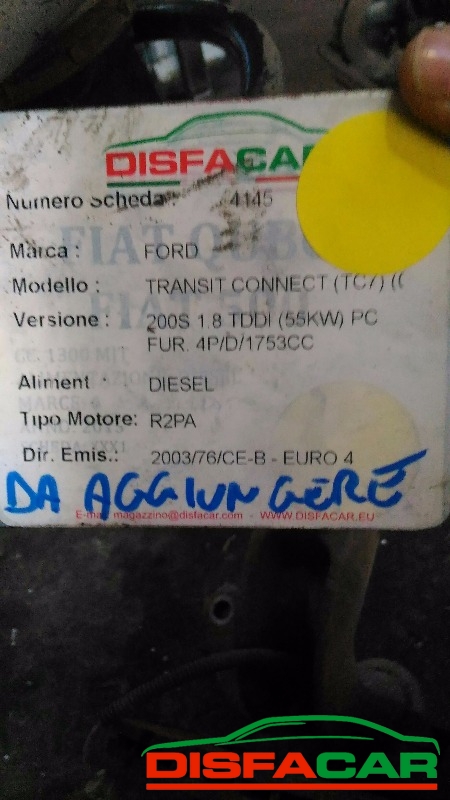 DISFACAR
Numero Scheda 4145
Marca : FORD
Modello : TRANSIT CONNECT (TC7) ((
Versione : 200S 1.8 TDDI (55KW) PC
FUR. 4P/D/1753CC
Aliment : DIESEL
Tipo Motore: R2PA
Dir. Emis.: 2003/76/CE-B - EURO 4
DA AGGIUNGERE
E-mail: magazzino@disfacar.com - WWW.DISFACAR.EU
DISFACAR